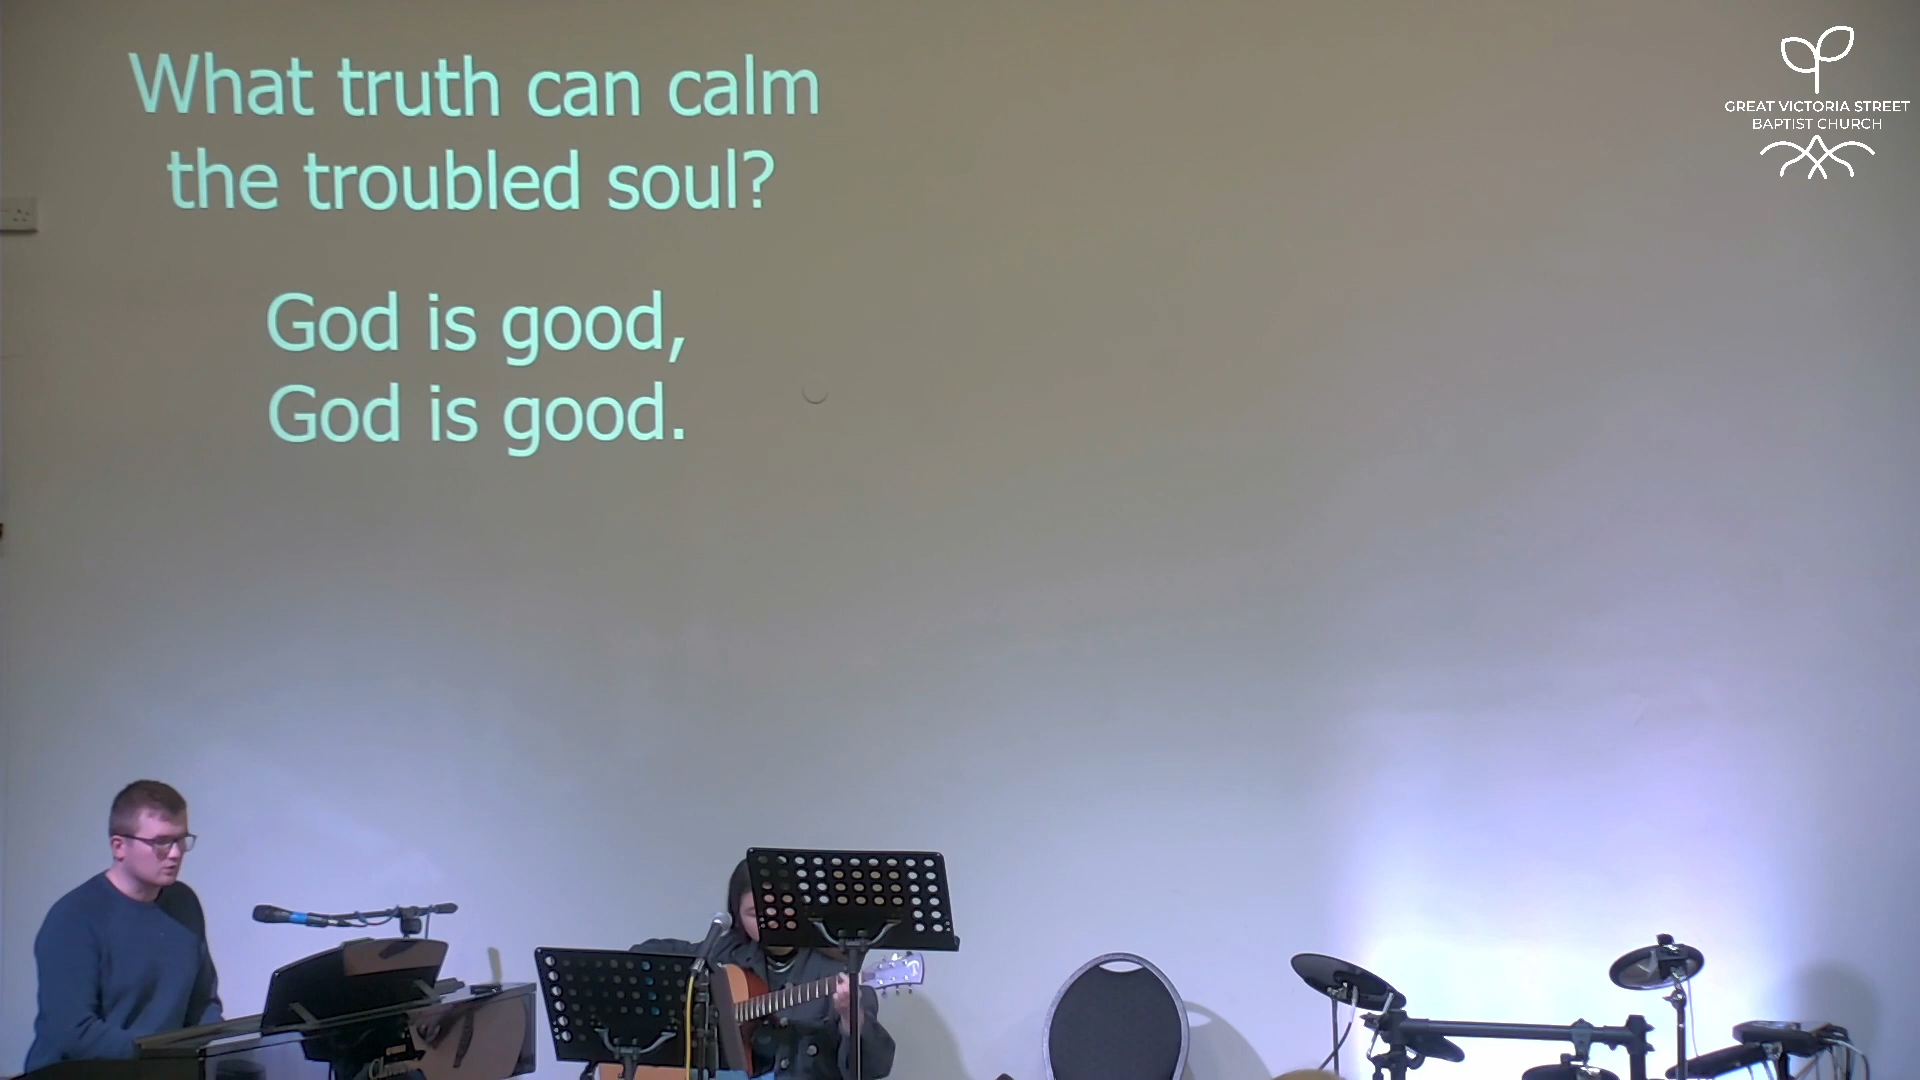 What truth can calm
the troubled soul?
God is good,
God is good.
GREAT VICTORIA STREET
BAPTIST CHURCH